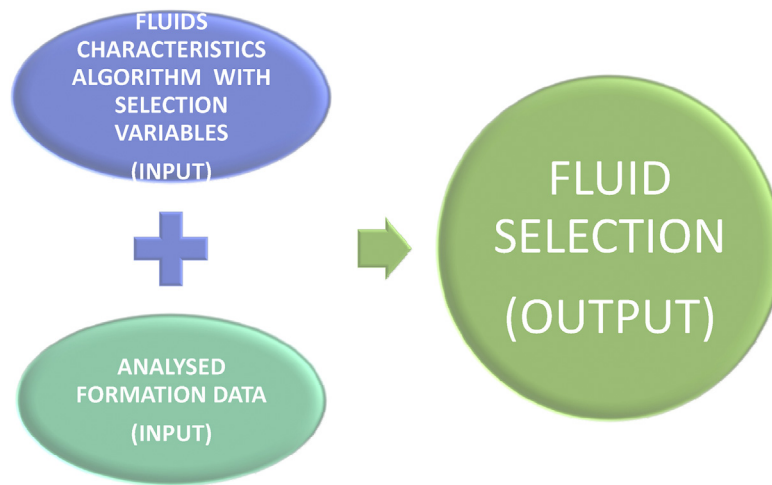 FLUIDS
CHARACTERISTICS
ALGORITHM WITH
SELECTION
VARIABLES
(INPUT)
ANALYSED
FORMATION DATA
(INPUT)
FLUID
SELECTION
(OUTPUT)